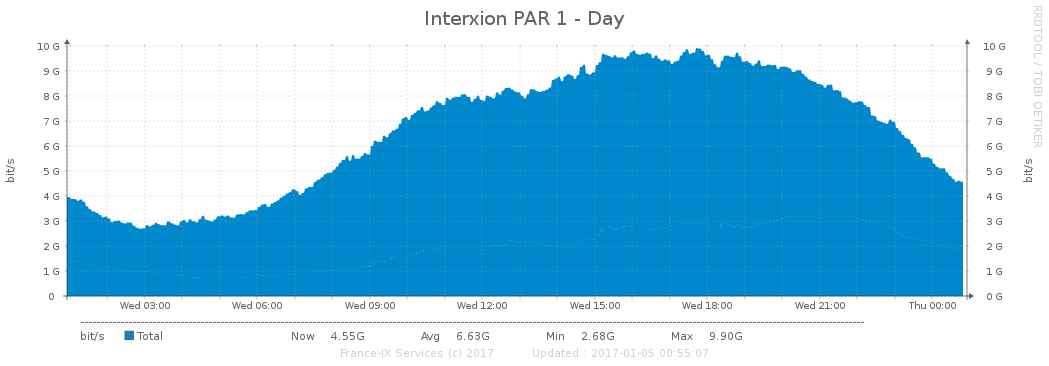 Interxion PAR 1 - Day
RRDTOOL / TOBI OETIKER
10 G 10 G
9 G 9 G
8 G 8 G
7 G 7 G
6 G 6 G
5 G 5 G
4 G 4 G
3 G 3 G
2 G 2 G
1 G 1 G
0 0 G
bit/s
bit/s
Wed 03:00 Wed 06:00 Wed 09:00 Wed 12:00 Wed 15:00 Wed 18:00 Wed 21:00 Thu 00:00
bit/s Total Now 4.55G Avg 6.63G Min 2.68G Max 9.90G
France-IX Services (c) 2017 Updated : 2017-01-05 00:55:07